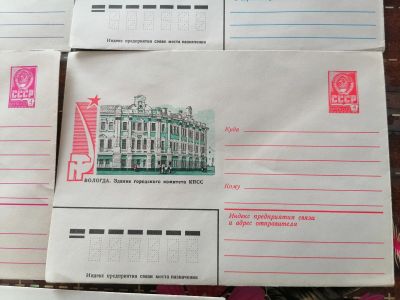 Индекс предприятия связи места назначения
СССР
СССР
Куда
ВОЛОГДА. Здание городского комитета КПСС
Кому
Индекс предприятия связи
и адрес отправителя
Индекс предприятия связи места назначения